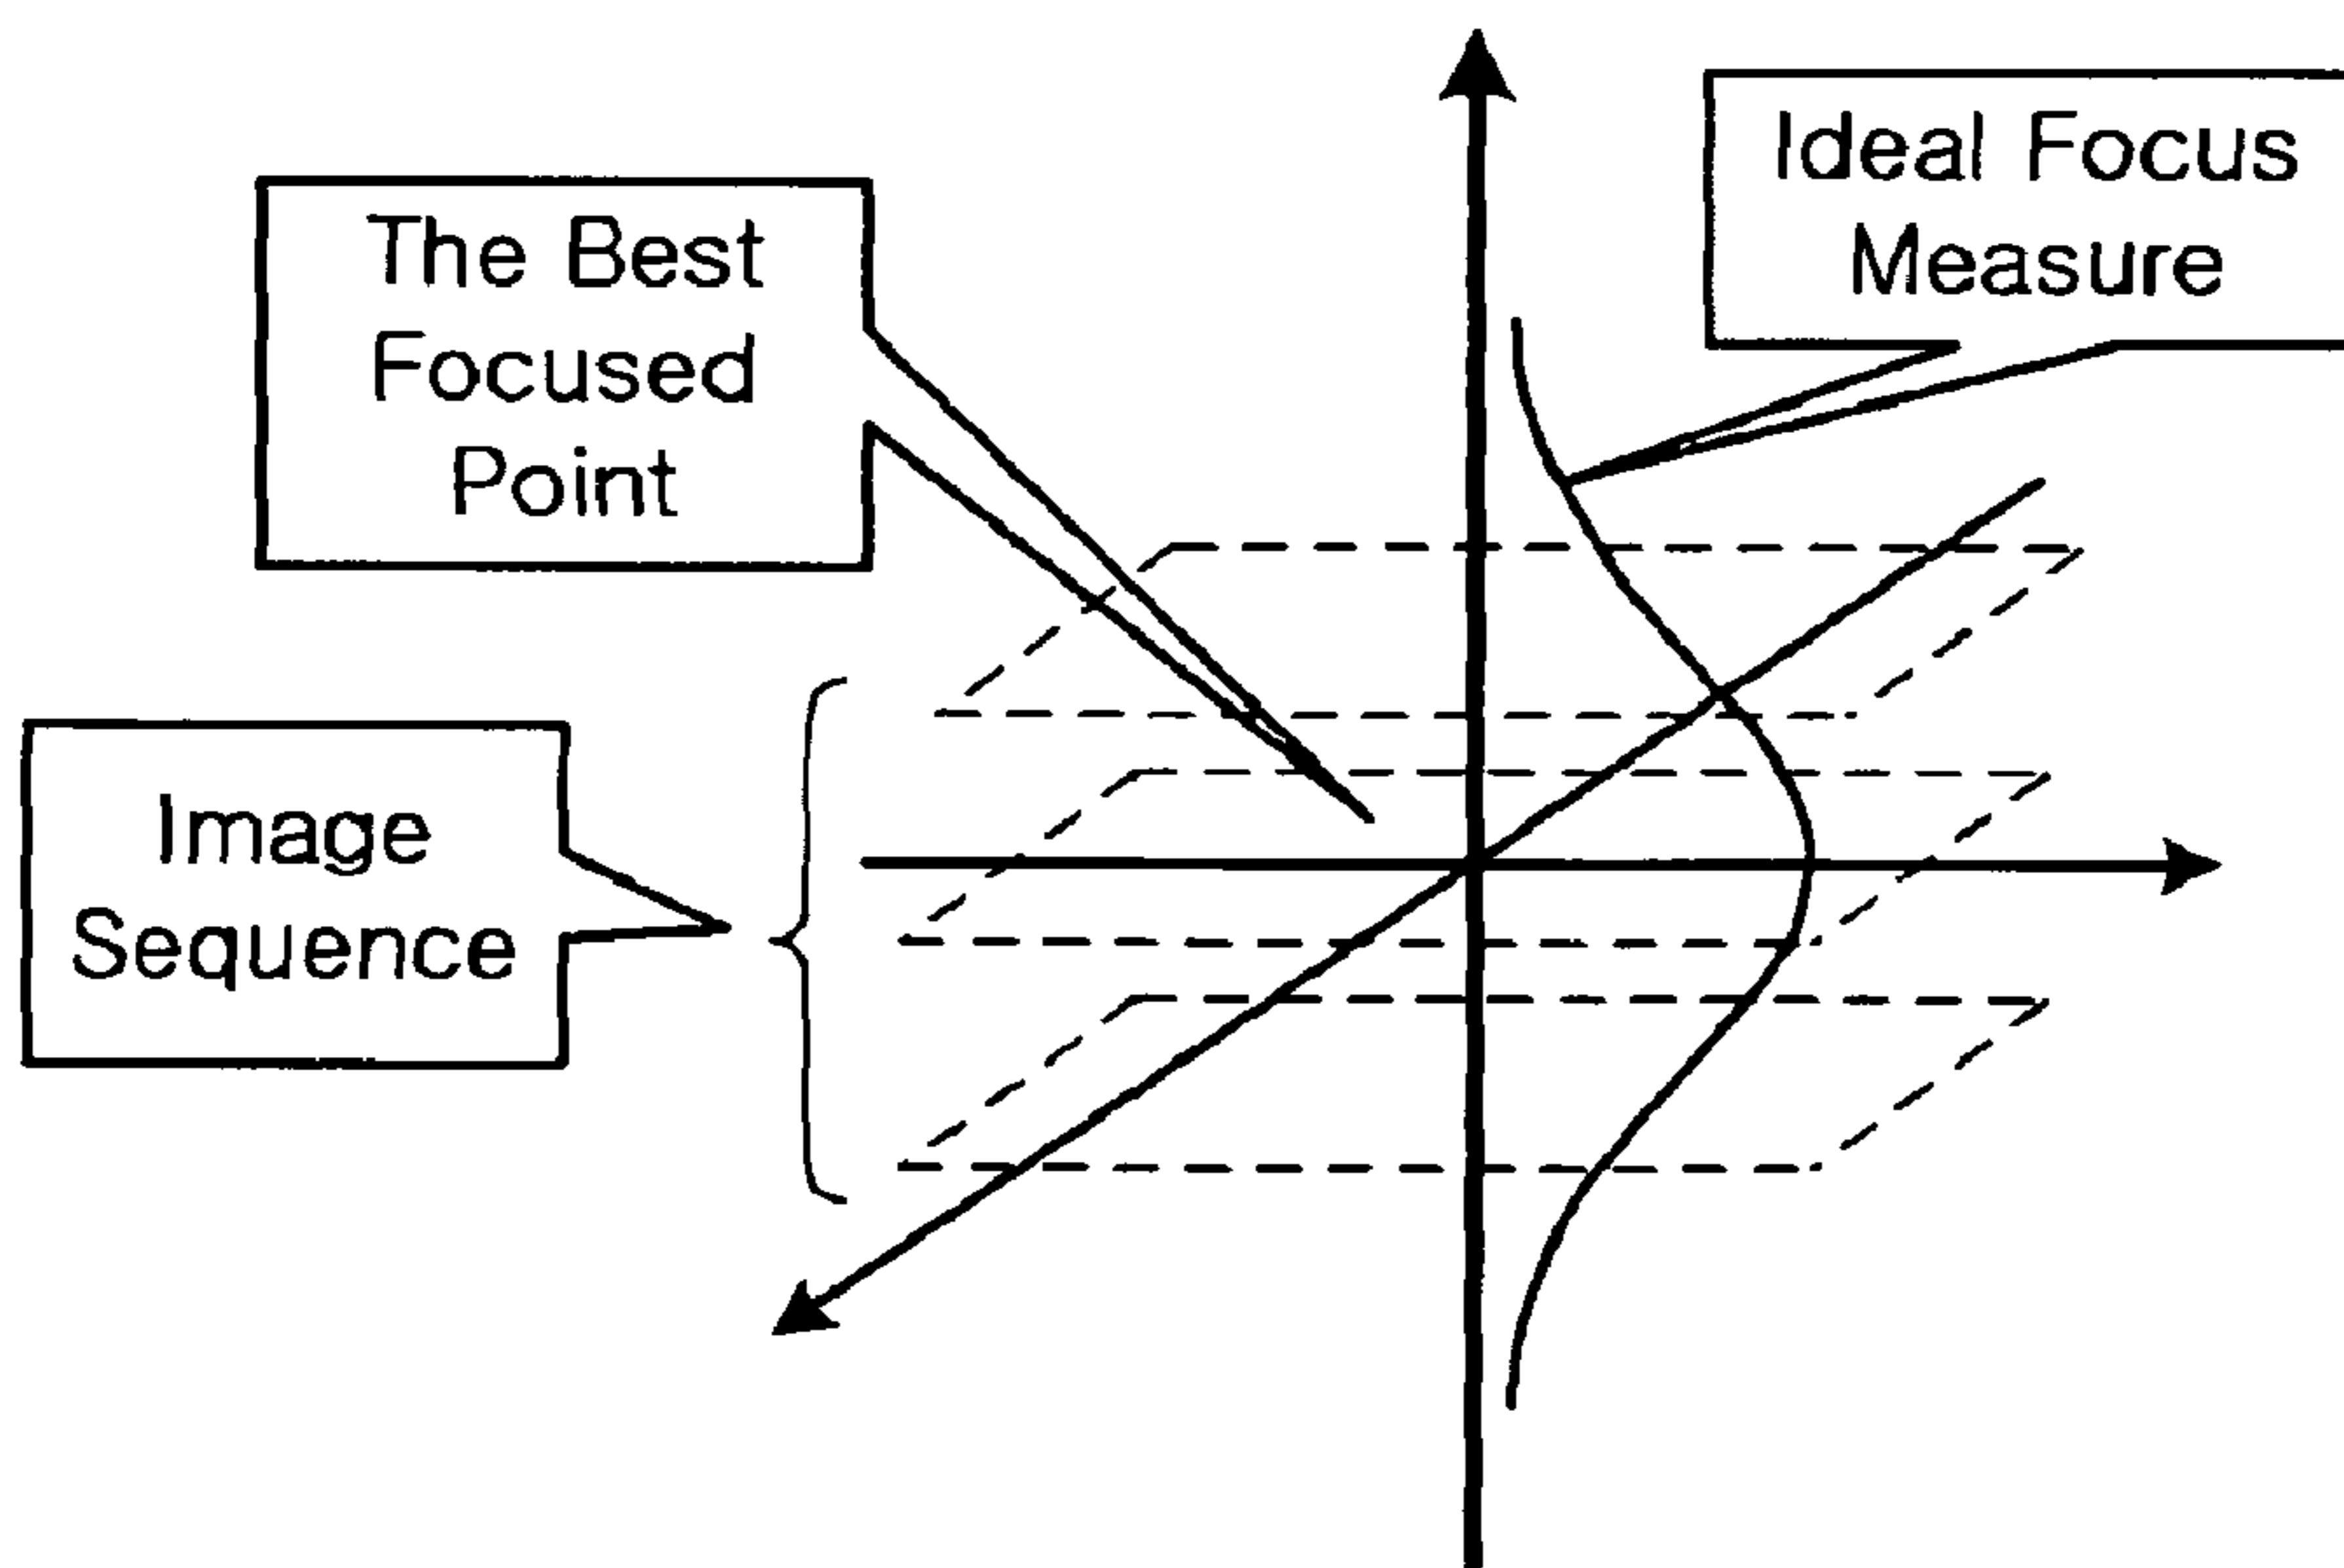 The Best
Focused
Point
Ideal Focus
Measure
Image
Sequence